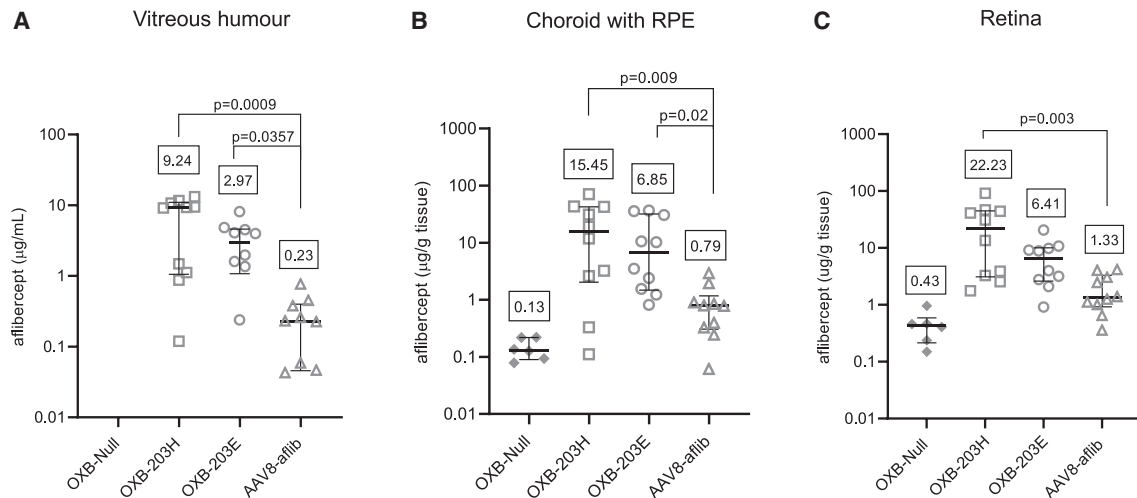 A
Vitreous humour
p=0.0009
p=0.0357
100
10
1
0.1
0.01
aflibercept (µg/mL)
9.24
2.97
0.23
OXB-Null
OXB-203H
OXB-203E
AAV8-aflib
B
Choroid with RPE
p=0.009
p=0.02
1000
100
10
1
0.1
0.01
aflibercept (µg/g tissue)
0.13
15.45
6.85
0.79
OXB-Null
OXB-203H
OXB-203E
AAV8-aflib
C
Retina
p=0.003
1000
100
10
1
0.1
0.01
aflibercept (ug/g tissue)
0.43
22.23
6.41
1.33
OXB-Null
OXB-203H
OXB-203E
AAV8-aflib